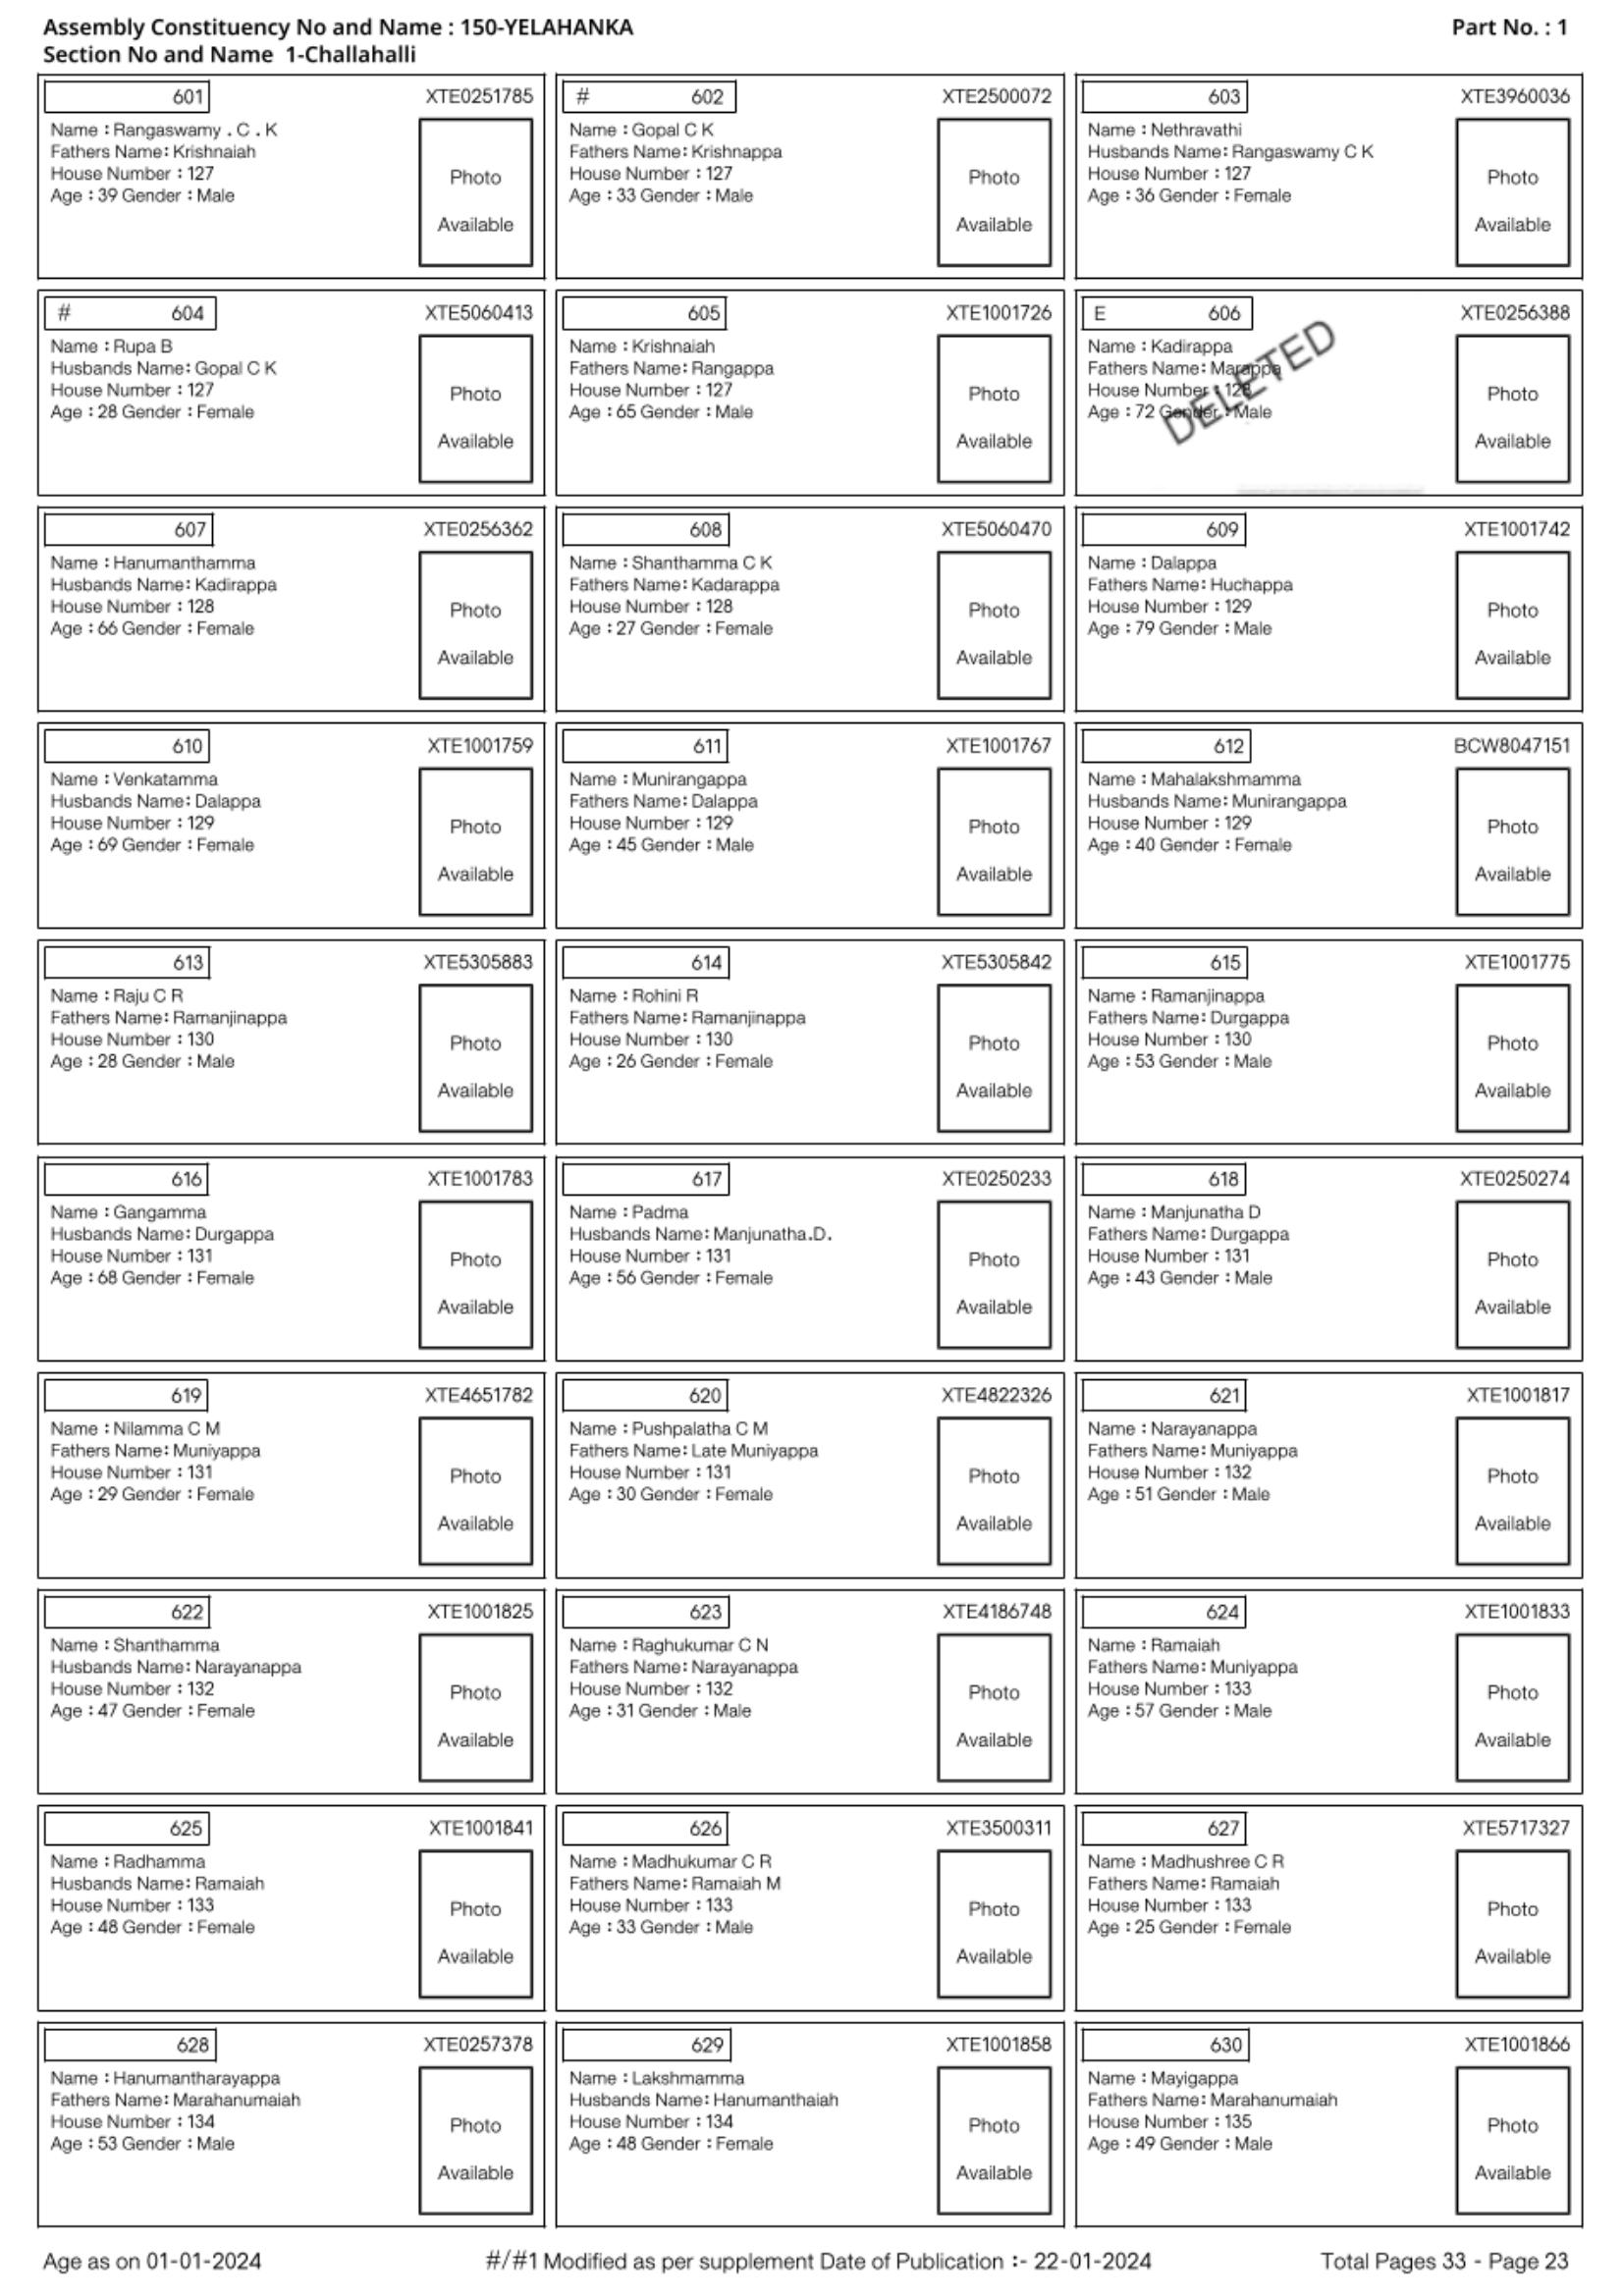 Assembly Constituency No and Name : 150-YELAHANKA
Part No. : 1
Section No and Name 1-Challahalli
601 XTE0251785
Name : Rangaswamy . C . K
Fathers Name: Krishnaiah
House Number : 127
Age : 39 Gender : Male
Photo
Available
# 602 XTE2500072
Name : Gopal C K
Fathers Name: Krishnappa
House Number : 127
Age : 33 Gender : Male
Photo
Available
603 XTE3960036
Name : Nethravathi
Husbands Name: Rangaswamy C K
House Number : 127
Age : 36 Gender : Female
Photo
Available
# 604 XTE5060413
Name : Rupa B
Husbands Name: Gopal C K
House Number : 127
Age : 28 Gender : Female
Photo
Available
605 XTE1001726
Name : Krishnaiah
Fathers Name: Rangappa
House Number : 127
Age : 65 Gender : Male
Photo
Available
E 606 XTE0256388
Name : Kadirappa
Fathers Name: Marappa
House Number : 128
Age : 72 Gender : Male
DELETED
Photo
Available
607 XTE0256362
Name : Hanumanthamma
Husbands Name: Kadirappa
House Number : 128
Age : 66 Gender : Female
Photo
Available
608 XTE5060470
Name : Shanthamma C K
Fathers Name: Kadarappa
House Number : 128
Age : 27 Gender : Female
Photo
Available
609 XTE1001742
Name : Dalappa
Fathers Name: Huchappa
House Number : 129
Age : 79 Gender : Male
Photo
Available
610 XTE1001759
Name : Venkatamma
Husbands Name: Dalappa
House Number : 129
Age : 69 Gender : Female
Photo
Available
611 XTE1001767
Name : Munirangappa
Fathers Name: Dalappa
House Number : 129
Age : 45 Gender : Male
Photo
Available
612 BCW8047151
Name : Mahalakshmamma
Husbands Name: Munirangappa
House Number : 129
Age : 40 Gender : Female
Photo
Available
613 XTE5305883
Name : Raju C R
Fathers Name: Ramanjinappa
House Number : 130
Age : 28 Gender : Male
Photo
Available
614 XTE5305842
Name : Rohini R
Fathers Name: Ramanjinappa
House Number : 130
Age : 26 Gender : Female
Photo
Available
615 XTE1001775
Name : Ramanjinappa
Fathers Name: Durgappa
House Number : 130
Age : 53 Gender : Male
Photo
Available
616 XTE1001783
Name : Gangamma
Husbands Name: Durgappa
House Number : 131
Age : 68 Gender : Female
Photo
Available
617 XTE0250233
Name : Padma
Husbands Name: Manjunatha.D.
House Number : 131
Age : 56 Gender : Female
Photo
Available
618 XTE0250274
Name : Manjunatha D
Fathers Name: Durgappa
House Number : 131
Age : 43 Gender : Male
Photo
Available
619 XTE4651782
Name : Nilamma C M
Fathers Name: Muniyappa
House Number : 131
Age : 29 Gender : Female
Photo
Available
620 XTE4822326
Name : Pushpalatha C M
Fathers Name: Late Muniyappa
House Number : 131
Age : 30 Gender : Female
Photo
Available
621 XTE1001817
Name : Narayanappa
Fathers Name: Muniyappa
House Number : 132
Age : 51 Gender : Male
Photo
Available
622 XTE1001825
Name : Shanthamma
Husbands Name: Narayanappa
House Number : 132
Age : 47 Gender : Female
Photo
Available
623 XTE4186748
Name : Raghukumar C N
Fathers Name: Narayanappa
House Number : 132
Age : 31 Gender : Male
Photo
Available
624 XTE1001833
Name : Ramaiah
Fathers Name: Muniyappa
House Number : 133
Age : 57 Gender : Male
Photo
Available
625 XTE1001841
Name : Radhamma
Husbands Name: Ramaiah
House Number : 133
Age : 48 Gender : Female
Photo
Available
626 XTE3500311
Name : Madhukumar C R
Fathers Name: Ramaiah M
House Number : 133
Age : 33 Gender : Male
Photo
Available
627 XTE5717327
Name : Madhushree C R
Fathers Name: Ramaiah
House Number : 133
Age : 25 Gender : Female
Photo
Available
628 XTE0257378
Name : Hanumantharayappa
Fathers Name: Marahanumaiah
House Number : 134
Age : 53 Gender : Male
Photo
Available
629 XTE1001858
Name : Lakshmamma
Husbands Name: Hanumanthaiah
House Number : 134
Age : 48 Gender : Female
Photo
Available
630 XTE1001866
Name : Mayigappa
Fathers Name: Marahanumaiah
House Number : 135
Age : 49 Gender : Male
Photo
Available
Age as on 01-01-2024
#/#1 Modified as per supplement Date of Publication :- 22-01-2024
Total Pages 33 - Page 23